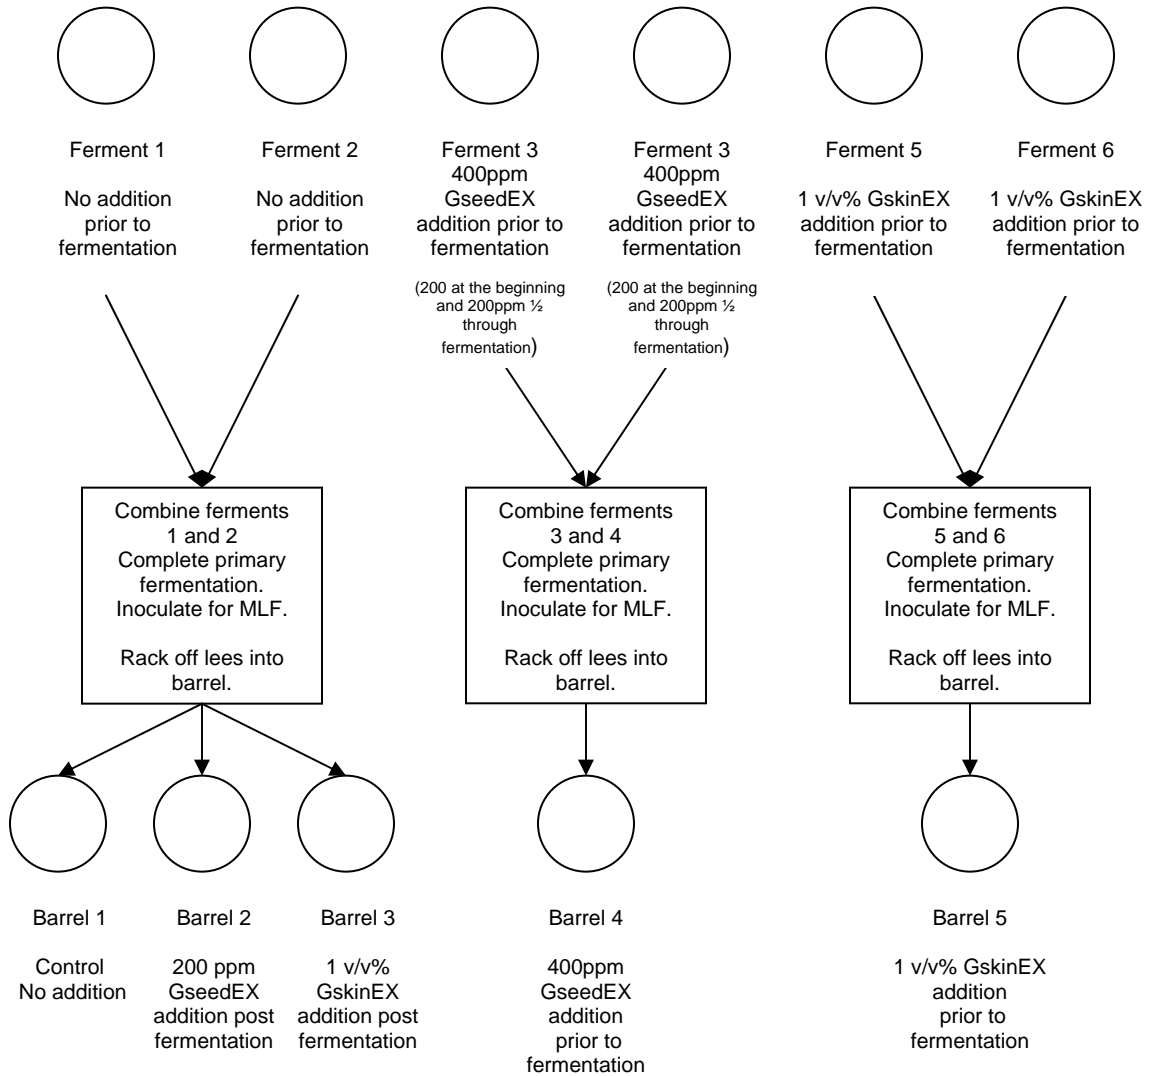 Ferment 1
No addition
prior to
fermentation
Ferment 2
No addition
prior to
fermentation
Ferment 3
400ppm
GseedEX
addition prior to
fermentation
(200 at the beginning
and 200ppm ½
through
fermentation)
Ferment 3
400ppm
GseedEX
addition prior to
fermentation
(200 at the beginning
and 200ppm ½
through
fermentation)
Ferment 5
1 v/v% GskinEX
addition prior to
fermentation
Ferment 6
1 v/v% GskinEX
addition prior to
fermentation
Combine ferments
1 and 2
Complete primary
fermentation.
Inoculate for MLF.
Rack off lees into
barrel.
Combine ferments
3 and 4
Complete primary
fermentation.
Inoculate for MLF.
Rack off lees into
barrel.
Combine ferments
5 and 6
Complete primary
fermentation.
Inoculate for MLF.
Rack off lees into
barrel.
Barrel 1
Control
No addition
Barrel 2
200 ppm
GseedEX
addition post
fermentation
Barrel 3
1 v/v%
GskinEX
addition post
fermentation
Barrel 4
400ppm
GseedEX
addition
prior to
fermentation
Barrel 5
1 v/v% GskinEX
addition
prior to
fermentation